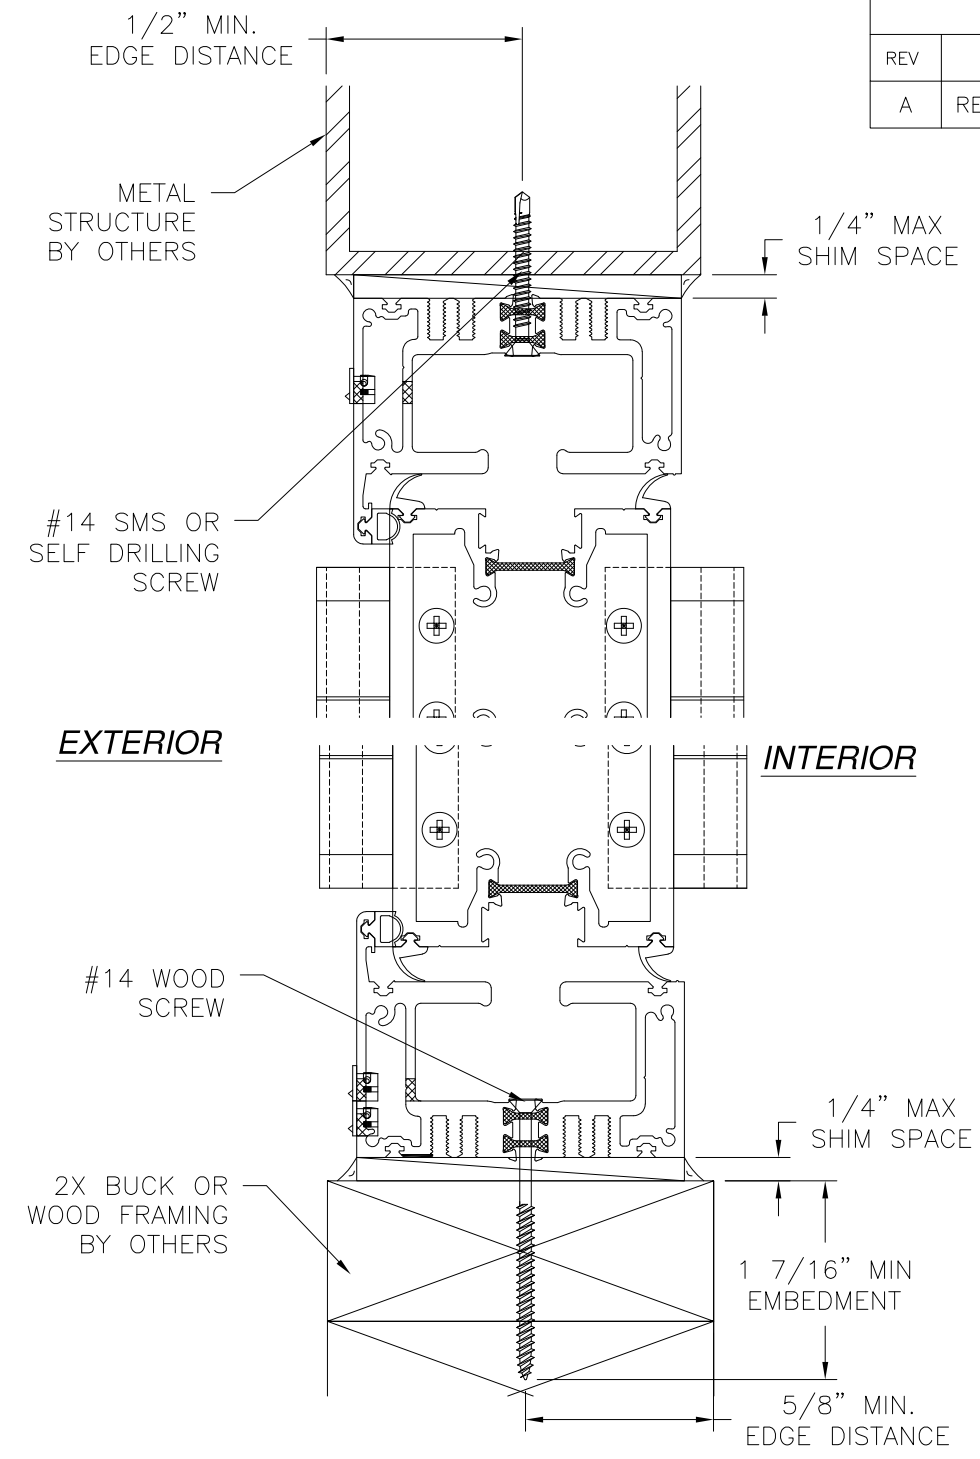 1/2” MIN.
EDGE DISTANCE
REV
A
METAL
STRUCTURE
BY OTHERS
1/4” MAX
SHIM SPACE
#14 SMS OR
SELF DRILLING
SCREW
EXTERIOR
INTERIOR
#14 WOOD
SCREW
1/4” MAX
SHIM SPACE
2X BUCK OR
WOOD FRAMING
BY OTHERS
1 7/16” MIN
EMBEDMENT
5/8” MIN.
EDGE DISTANCE